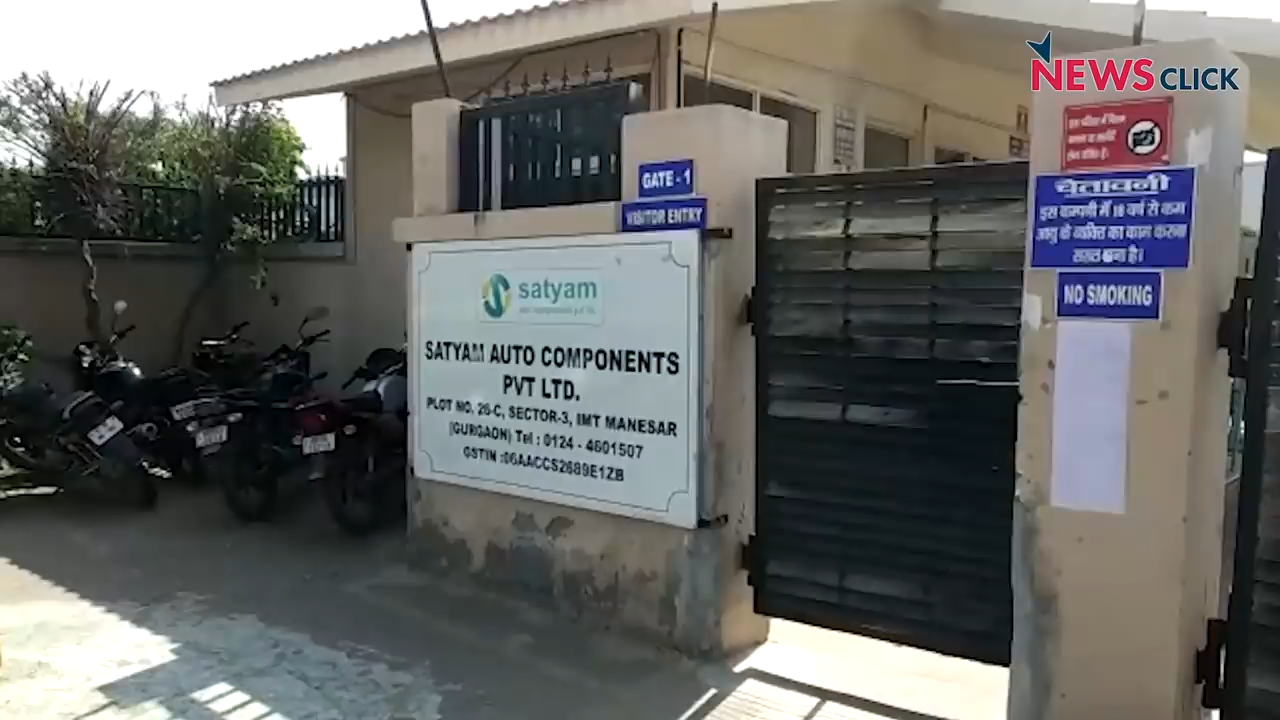 NEWSCLICK
GATE - 1
VISITOR ENTRY
satyam
SATYAM AUTO COMPONENTS
PVT LTD.
PLOT NO. 26-C, SECTOR-3, IMT MANESAR
(GURGAON) Tel : 0124 - 4601507
GSTIN :06AACCS2689E1ZB
चेतावनी
इस कम्पनी में 18 वर्ष से कम
आयु के व्यक्ति का काम करना
सख्त मना है।
NO SMOKING